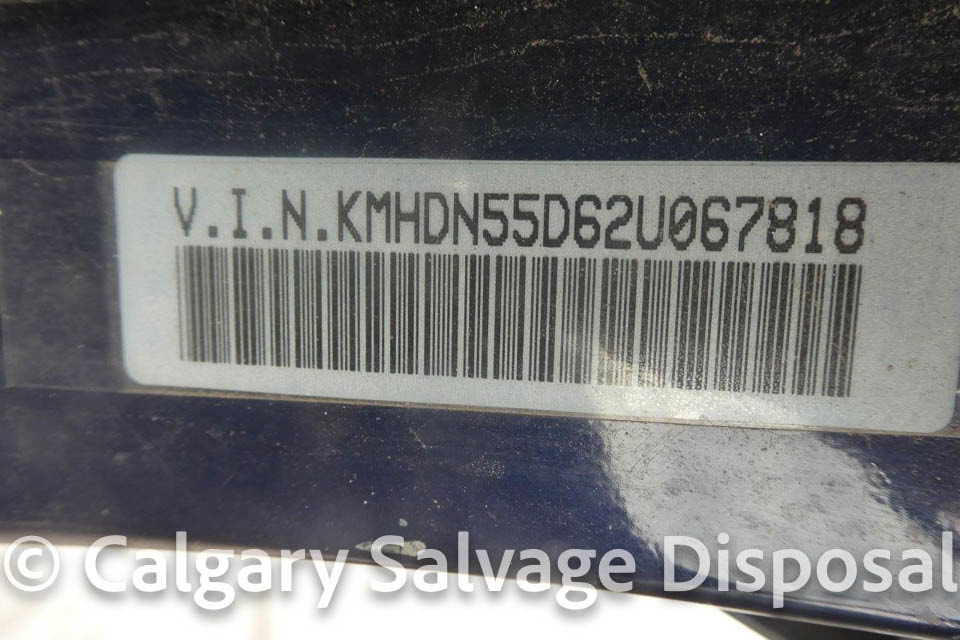 V.I.N.KMHDN55D62U067818
© Calgary Salvage Disposal